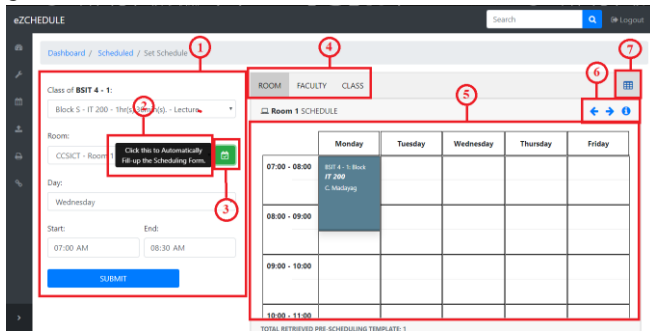 eZCHEDULE
Search
Logout
Dashboard / Scheduled / Set Schedule
1
4
7
Class of BSIT 4 - 1:
ROOM FACULTY CLASS
6
Block S - IT 200 - 1hr(s) 30min(s). - Lecture
2
5
Room 1 SCHEDULE
Room:
CCSICT - Room 1
Click this to Automatically
Fill-up the Scheduling Form.
3
Monday Tuesday Wednesday Thursday Friday
07:00 - 08:00
BSIT 4 - 1: Block
IT 200
C. Madayag
Day:
Wednesday
08:00 - 09:00
Start: End:
07:00 AM 08:30 AM
09:00 - 10:00
SUBMIT
10:00 - 11:00
TOTAL RETRIEVED PRE-SCHEDULING TEMPLATE: 1